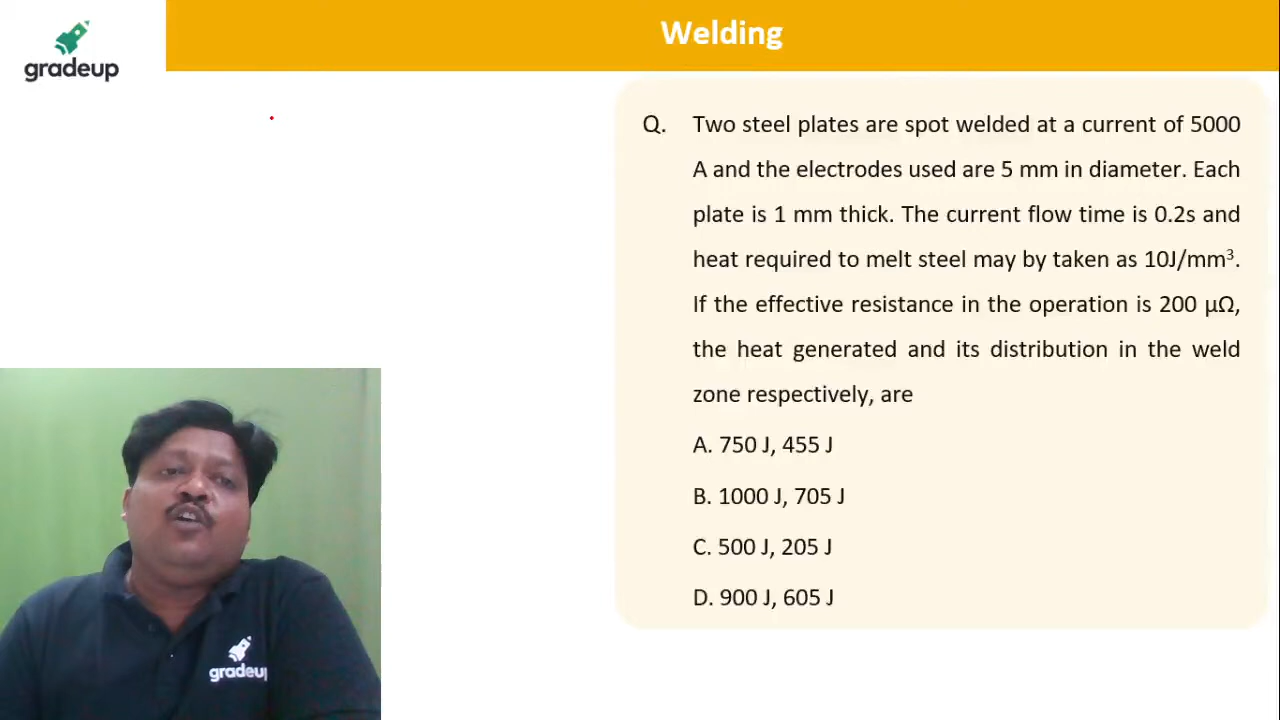 gradeup
Welding
Q. Two steel plates are spot welded at a current of 5000
A and the electrodes used are 5 mm in diameter. Each
plate is 1 mm thick. The current flow time is 0.2s and
heat required to melt steel may by taken as 10J/mm³.
If the effective resistance in the operation is 200 μΩ,
the heat generated and its distribution in the weld
zone respectively, are
A. 750 J, 455 J
B. 1000 J, 705 J
C. 500 J, 205 J
D. 900 J, 605 J
gradeup